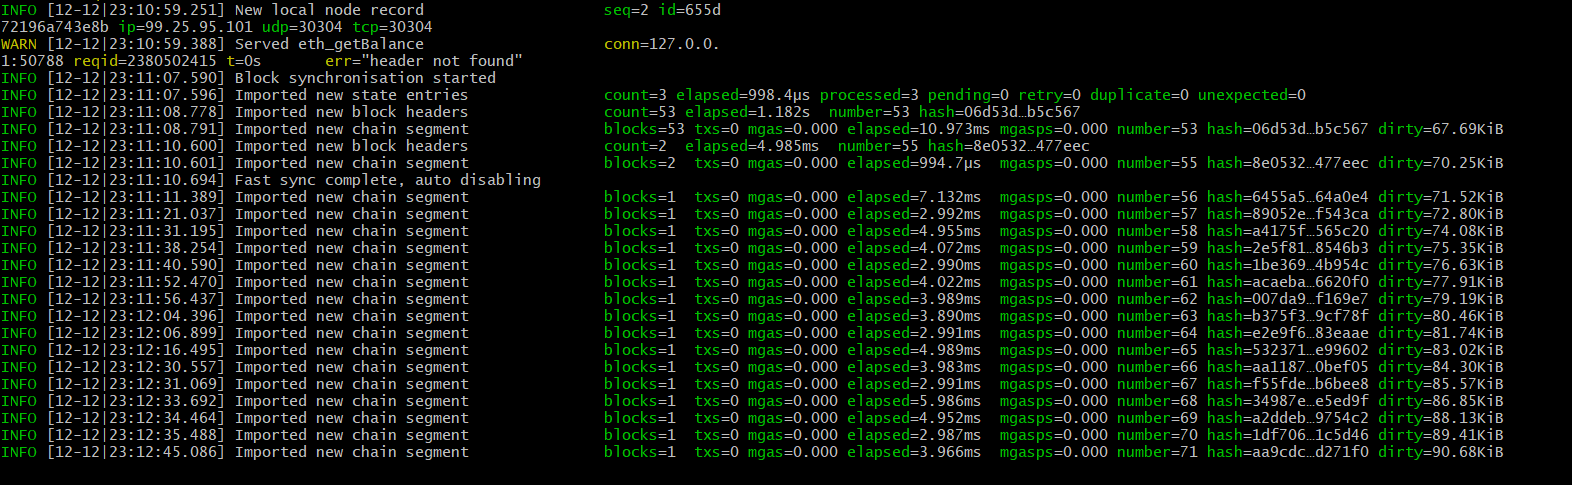 INFO [12-12|23:10:59.251] New local node record                    seq=2 id=655d
72196a743e8b ip=99.25.95.101 udp=30304 tcp=30304
WARN [12-12|23:10:59.388] Served eth_getBalance                    conn=127.0.0.
1:50788 reqid=2380502415 t=0s       err="header not found"
INFO [12-12|23:11:07.590] Block synchronisation started
INFO [12-12|23:11:07.596] Imported new state entries               count=3 elapsed=998.4µs processed=3 pending=0 retry=0 duplicate=0 unexpected=0
INFO [12-12|23:11:08.778] Imported new block headers               count=53 elapsed=1.182s  number=53 hash=06d53d…b5c567
INFO [12-12|23:11:08.791] Imported new chain segment               blocks=53 txs=0 mgas=0.000 elapsed=10.973ms mgasps=0.000 number=53 hash=06d53d…b5c567 dirty=67.69KiB
INFO [12-12|23:11:10.600] Imported new block headers               count=2  elapsed=4.985ms  number=55 hash=8e0532…477eec
INFO [12-12|23:11:10.601] Imported new chain segment               blocks=2  txs=0 mgas=0.000 elapsed=994.7µs  mgasps=0.000 number=55 hash=8e0532…477eec dirty=70.25KiB
INFO [12-12|23:11:10.694] Fast sync complete, auto disabling
INFO [12-12|23:11:11.389] Imported new chain segment               blocks=1  txs=0 mgas=0.000 elapsed=7.132ms  mgasps=0.000 number=56 hash=6455a5…64a0e4 dirty=71.52KiB
INFO [12-12|23:11:21.037] Imported new chain segment               blocks=1  txs=0 mgas=0.000 elapsed=2.992ms  mgasps=0.000 number=57 hash=89052e…f543ca dirty=72.80KiB
INFO [12-12|23:11:31.195] Imported new chain segment               blocks=1  txs=0 mgas=0.000 elapsed=4.955ms  mgasps=0.000 number=58 hash=a4175f…565c20 dirty=74.08KiB
INFO [12-12|23:11:38.254] Imported new chain segment               blocks=1  txs=0 mgas=0.000 elapsed=4.072ms  mgasps=0.000 number=59 hash=2e5f81…8546b3 dirty=75.35KiB
INFO [12-12|23:11:40.590] Imported new chain segment               blocks=1  txs=0 mgas=0.000 elapsed=2.990ms  mgasps=0.000 number=60 hash=1be369…4b954c dirty=76.63KiB
INFO [12-12|23:11:52.470] Imported new chain segment               blocks=1  txs=0 mgas=0.000 elapsed=4.022ms  mgasps=0.000 number=61 hash=acaeba…6620f0 dirty=77.91KiB
INFO [12-12|23:11:56.437] Imported new chain segment               blocks=1  txs=0 mgas=0.000 elapsed=3.989ms  mgasps=0.000 number=62 hash=007da9…f169e7 dirty=79.19KiB
INFO [12-12|23:12:04.396] Imported new chain segment               blocks=1  txs=0 mgas=0.000 elapsed=3.890ms  mgasps=0.000 number=63 hash=b375f3…9cf78f dirty=80.46KiB
INFO [12-12|23:12:06.899] Imported new chain segment               blocks=1  txs=0 mgas=0.000 elapsed=2.991ms  mgasps=0.000 number=64 hash=e2e9f6…83eaae dirty=81.74KiB
INFO [12-12|23:12:16.495] Imported new chain segment               blocks=1  txs=0 mgas=0.000 elapsed=4.989ms  mgasps=0.000 number=65 hash=532371…e99602 dirty=83.02KiB
INFO [12-12|23:12:30.557] Imported new chain segment               blocks=1  txs=0 mgas=0.000 elapsed=3.983ms  mgasps=0.000 number=66 hash=aa1187…0bef05 dirty=84.30KiB
INFO [12-12|23:12:31.069] Imported new chain segment               blocks=1  txs=0 mgas=0.000 elapsed=2.991ms  mgasps=0.000 number=67 hash=f55fde…b6bee8 dirty=85.57KiB
INFO [12-12|23:12:33.692] Imported new chain segment               blocks=1  txs=0 mgas=0.000 elapsed=5.986ms  mgasps=0.000 number=68 hash=34987e…e5ed9f dirty=86.85KiB
INFO [12-12|23:12:34.464] Imported new chain segment               blocks=1  txs=0 mgas=0.000 elapsed=4.952ms  mgasps=0.000 number=69 hash=a2ddeb…9754c2 dirty=88.13KiB
INFO [12-12|23:12:35.488] Imported new chain segment               blocks=1  txs=0 mgas=0.000 elapsed=2.987ms  mgasps=0.000 number=70 hash=1df706…1c5d46 dirty=89.41KiB
INFO [12-12|23:12:45.086] Imported new chain segment               blocks=1  txs=0 mgas=0.000 elapsed=3.966ms  mgasps=0.000 number=71 hash=aa9cdc…d271f0 dirty=90.68KiB